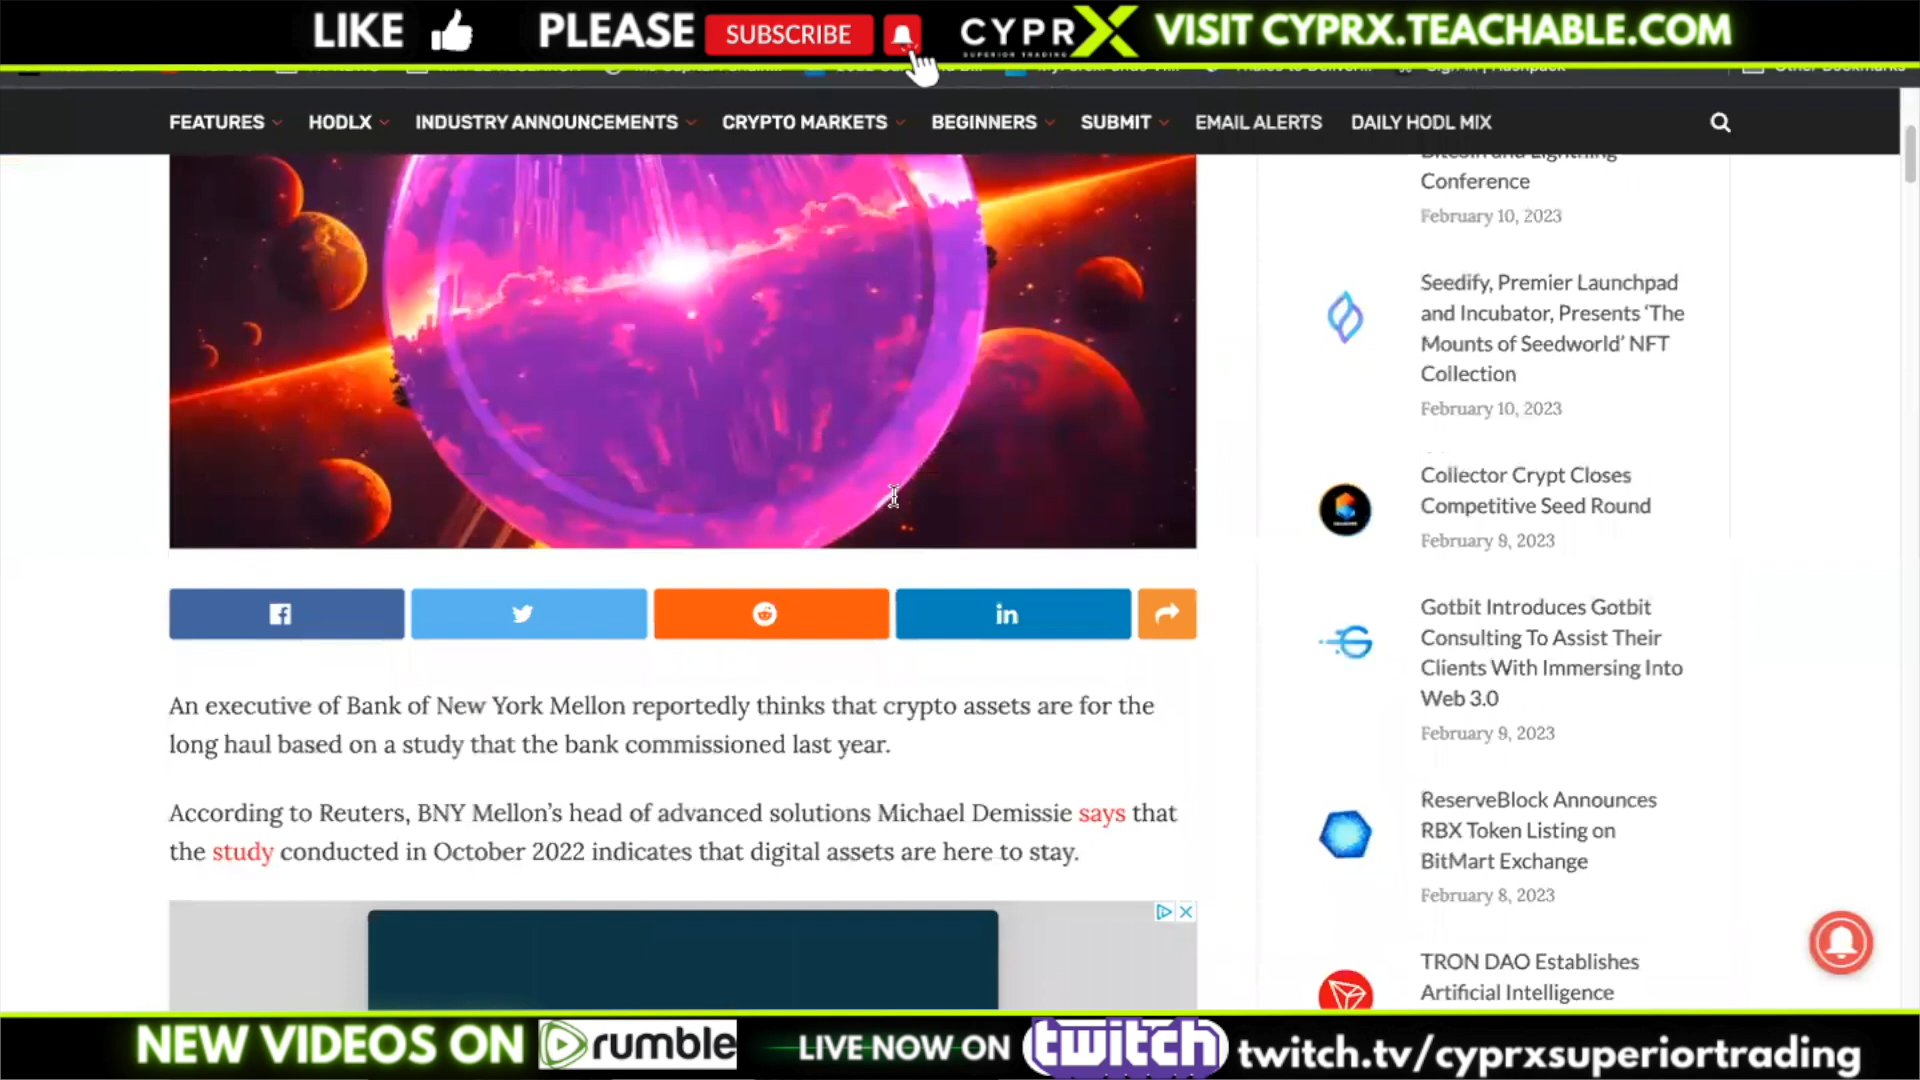 LIKE PLEASE SUBSCRIBE CYPRX VISIT CYPRX.TEACHABLE.COM
SUPERIOR TRADING
FEATURES HODLX INDUSTRY ANNOUNCEMENTS CRYPTO MARKETS BEGINNERS SUBMIT EMAIL ALERTS DAILY HODL MIX
An executive of Bank of New York Mellon reportedly thinks that crypto assets are for the
long haul based on a study that the bank commissioned last year.
According to Reuters, BNY Mellon’s head of advanced solutions Michael Demissie says that
the study conducted in October 2022 indicates that digital assets are here to stay.
Bitcoin and Lightning
Conference
February 10, 2023
Seedify, Premier Launchpad
and Incubator, Presents ‘The
Mounts of Seedworld’ NFT
Collection
February 10, 2023
Collector Crypt Closes
Competitive Seed Round
February 9, 2023
Gotbit Introduces Gotbit
Consulting To Assist Their
Clients With Immersing Into
Web 3.0
February 9, 2023
ReserveBlock Announces
RBX Token Listing on
BitMart Exchange
February 8, 2023
TRON DAO Establishes
Artificial Intelligence
NEW VIDEOS ON rumble LIVE NOW ON twitch twitch.tv/cyprxsuperiortrading